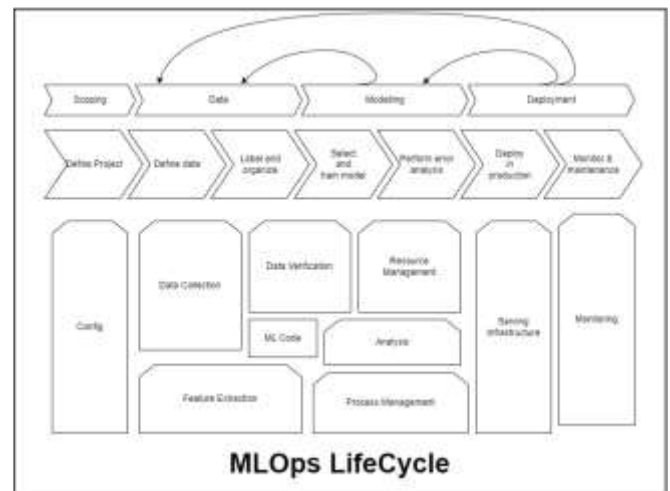 Scoping
Data
Modelling
Deployment
Define Project
Define data
Label and
organize
Select
and
train model
Perform error
analysis
Deploy
in
production
Monitor &
maintenance
Config
Data Collection
Data Verification
Resource
Management
ML Code
Analysis
Serving
infrastructure
Monitoring
Feature Extraction
Process Management
MLOps LifeCycle